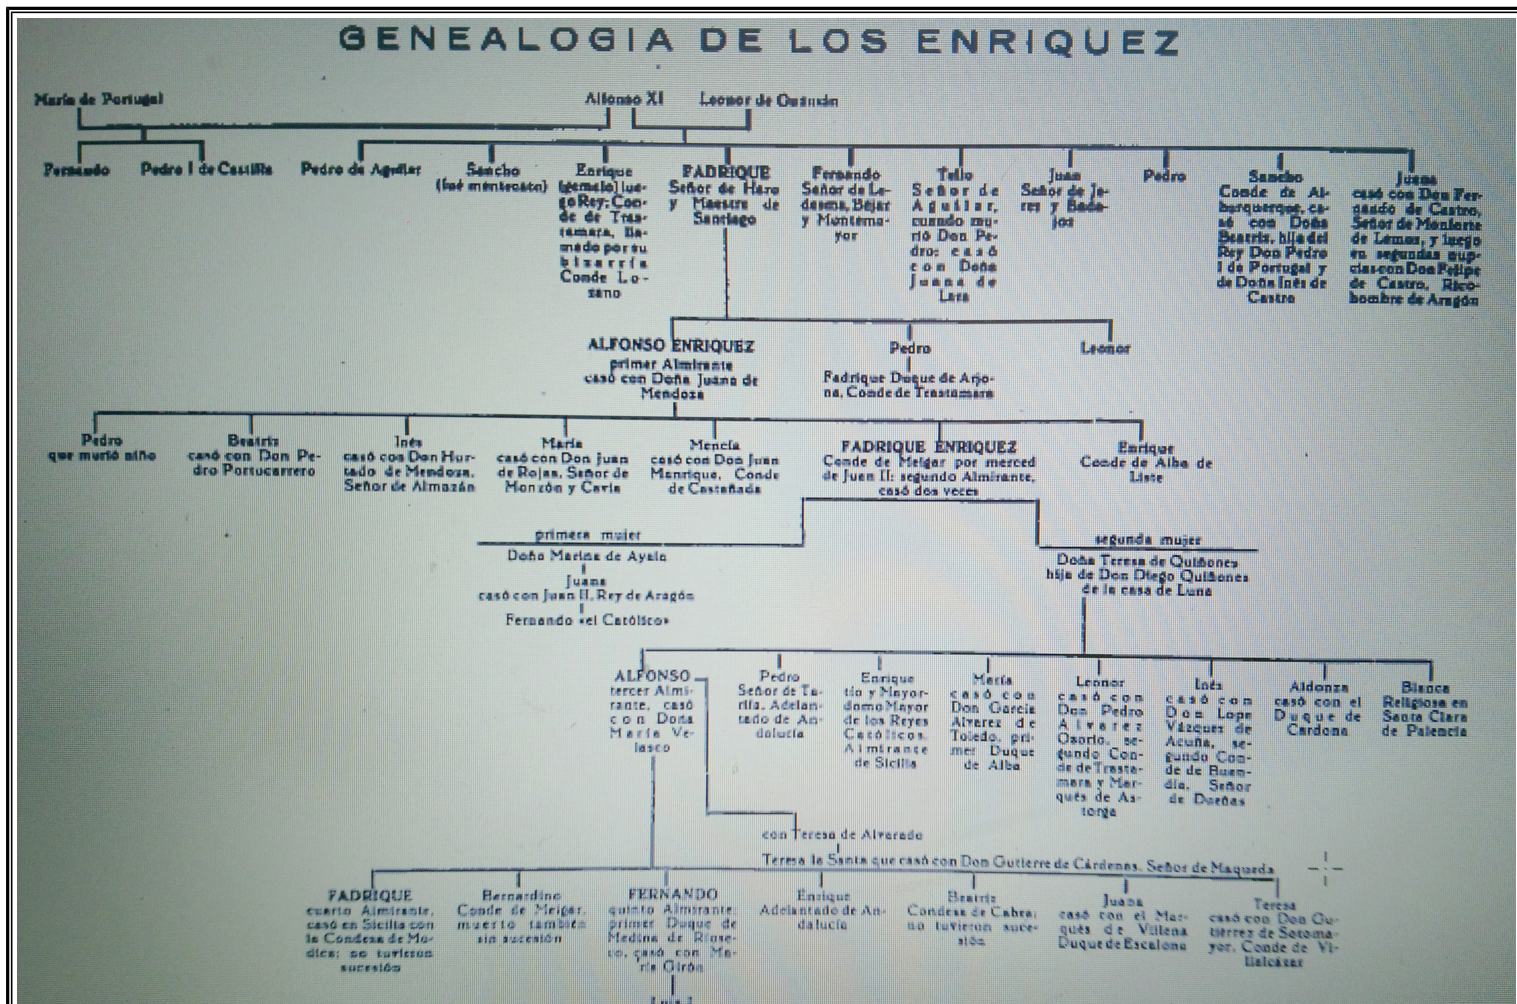 GENEALOGIA DE LOS ENRIQUEZ
María de Portugal
Alfonso XI
Leonor de Guzmán
Fernando
Pedro I de Castilla
Pedro de Aguilar
Sancho
(fué mentecato)
Enrique
(gemelo) lue-
go Rey; Con-
de de Tras-
tamara, lla-
mado por su
bizarría
Conde Lo-
zano
FADRIQUE
Señor de Haro
y Maestre de
Santiago
Fernando
Señor de Le-
desma, Béjar
y Montema-
yor
Tello
Señor de
Aguilar,
cuando mu-
rió Don Pe-
dro; casó
con Doña
Juana de
Lara
Juan
Señor de Je-
rez y Bada-
joz
Pedro
Sancho
Conde de Al-
burquerque, ca-
só con Doña
Beatriz, hija del
Rey Don Pedro
I de Portugal y
de Doña Inés de
Castro
Juana
casó con Don Fer-
nando de Castro,
Señor de Monforte
de Lemos, y luego
en segundas nup-
cias con Don Felipe
de Castro, Rico-
hombre de Aragón
ALFONSO ENRIQUEZ
primer Almirante
casó con Doña Juana de
Mendoza
Pedro
Fadrique Duque de Arjo-
na, Conde de Trastamara
Leonor
Pedro
que murió niño
Beatriz
casó con Don Pe-
dro Portucarrero
Inés
casó con Don Hur-
tado de Mendoza,
Señor de Almazán
María
casó con Don Juan
de Rojas, Señor de
Monzón y Cavia
Mencía
casó con Don Juan
Manrique, Conde
de Castañada
FADRIQUE ENRIQUEZ
Conde de Melgar por merced
de Juan II: segundo Almirante,
casó dos veces
Enrique
Conde de Alba de
Liste
primera mujer
Doña Marina de Ayala
Juana
casó con Juan II, Rey de Aragón
Fernando «el Católico»
segunda mujer
Doña Teresa de Quiñones
hija de Don Diego Quiñones
de la casa de Luna
ALFONSO
tercer Almi-
rante, casó
con Doña
María Ve-
lasco
Pedro
Señor de Ta-
rifa, Adelan-
tado de An-
dalucía
Enrique
tío y Mayor-
domo Mayor
de los Reyes
Católicos.
Almirante
de Sicilia
María
casó con
Don García
Alvarez de
Toledo, pri-
mer Duque
de Alba
Leonor
casó con
Don Pedro
Alvarez
Osorio, se-
gundo Con-
de de Trasta-
mara y Mar-
qués de As-
torga
Inés
casó con
Don Lope
Vázquez de
Acuña, se-
gundo Con-
de de Buen-
día, Señor
de Dueñas
Aldonza
casó con el
Duque de
Cardona
Blanca
Religiosa en
Santa Clara
de Palencia
con Teresa de Alvarado
Teresa la Santa que casó con Don Gutierre de Cárdenas, Señor de Maqueda
FADRIQUE
cuarto Almirante,
casó en Sicilia con
la Condesa de Mo-
dica; no tuvieron
sucesión
Bernardino
Conde de Melgar,
muerto también
sin sucesión
FERNANDO
quinto Almirante;
primer Duque de
Medina de Riose-
co, casó con Ma-
ría Girón
Enrique
Adelantado de An-
dalucía
Beatriz
Condesa de Cabra;
no tuvieron suce-
sión
Juana
casó con el Mar-
qués de Villena
Duque de Escalona
Teresa
casó con Don Gu-
tiérrez de Sotoma-
yor, Conde de Vi-
llalcázar